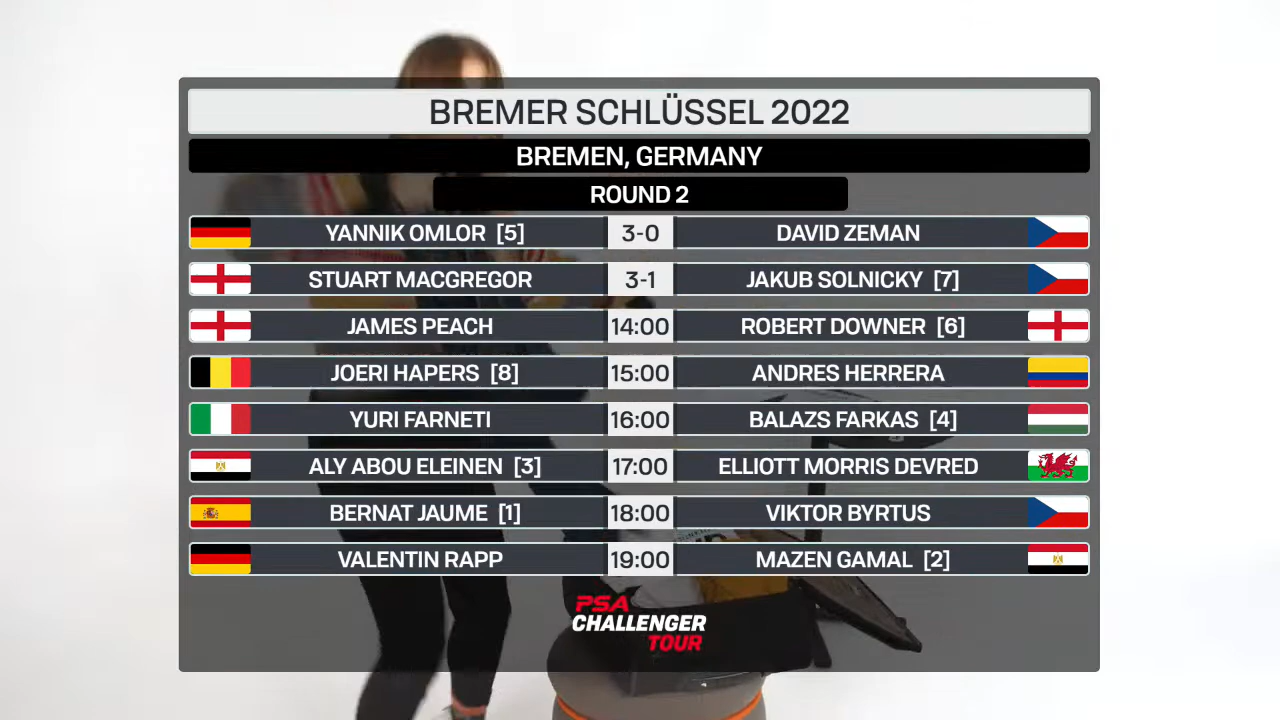 BREMER SCHLÜSSEL 2022
BREMEN, GERMANY
ROUND 2
YANNIK OMLOR [5] 3-0 DAVID ZEMAN
STUART MACGREGOR 3-1 JAKUB SOLNICKY [7]
JAMES PEACH 14:00 ROBERT DOWNER [6]
JOERI HAPERS [8] 15:00 ANDRES HERRERA
YURI FARNETI 16:00 BALAZS FARKAS [4]
ALY ABOU ELEINEN [3] 17:00 ELLIOTT MORRIS DEVRED
BERNAT JAUME [1] 18:00 VIKTOR BYRTUS
VALENTIN RAPP 19:00 MAZEN GAMAL [2]
PSA
CHALLENGER
TOUR